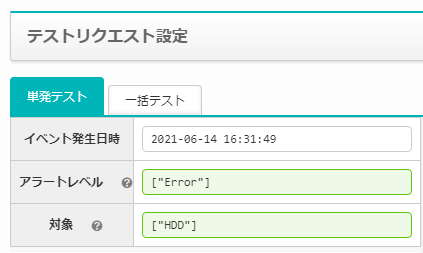 テストリクエスト設定
単発テスト
一括テスト
イベント発生日時
2021-06-14 16:31:49
アラートレベル ?
["Error"]
対象 ?
["HDD"]